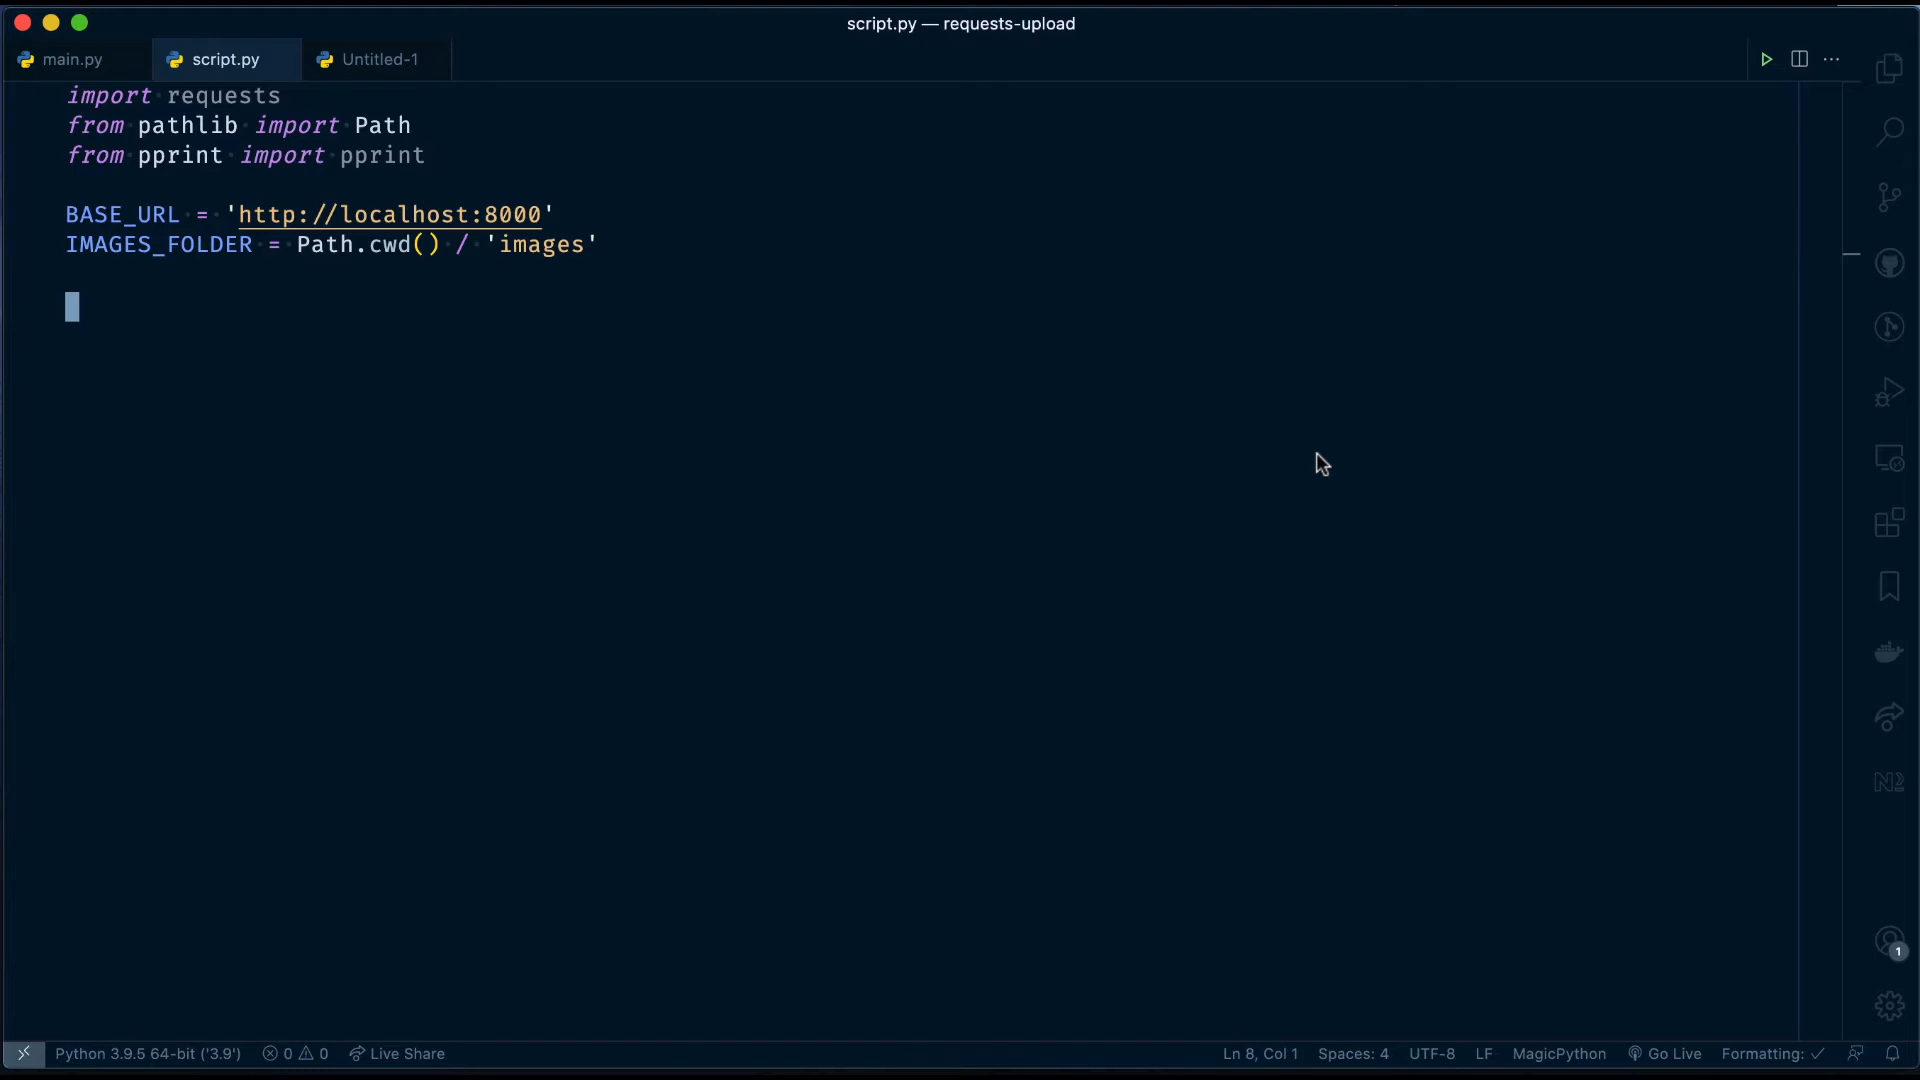 script.py — requests-upload
main.py
script.py
Untitled-1
import requests
from pathlib import Path
from pprint import pprint
BASE_URL = 'http://localhost:8000'
IMAGES_FOLDER = Path.cwd() / 'images'
1
Python 3.9.5 64-bit ('3.9')
0
0
Live Share
Ln 8, Col 1
Spaces: 4
UTF-8
LF
MagicPython
Go Live
Formatting: ✓